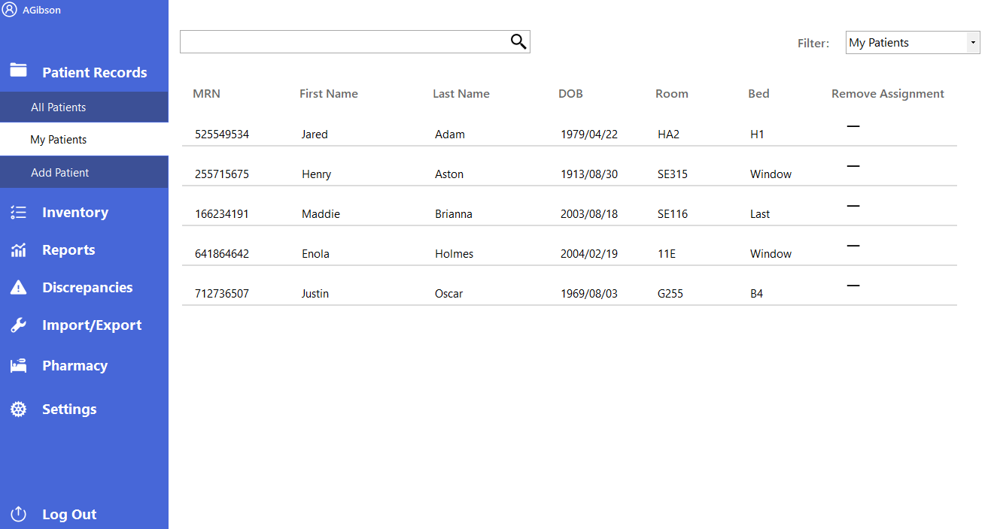 AGibson
Patient Records
All Patients
My Patients
Add Patient
Inventory
Reports
Discrepancies
Import/Export
Pharmacy
Settings
Log Out
Filter: My Patients
MRN First Name Last Name DOB Room Bed Remove Assignment
525549534 Jared Adam 1979/04/22 HA2 H1
255715675 Henry Aston 1913/08/30 SE315 Window
166234191 Maddie Brianna 2003/08/18 SE116 Last
641864642 Enola Holmes 2004/02/19 11E Window
712736507 Justin Oscar 1969/08/03 G255 B4